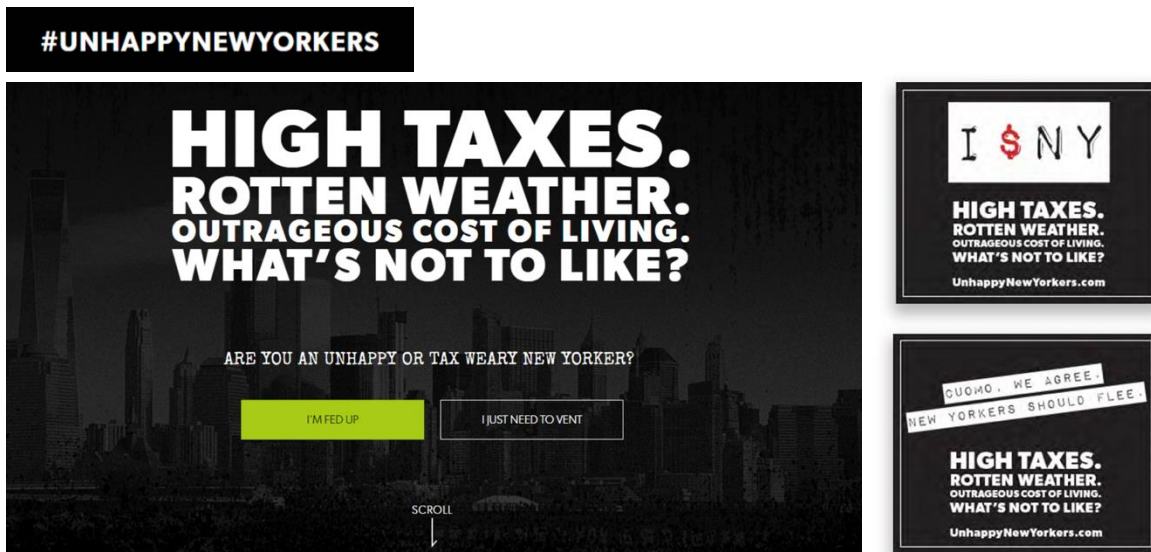 #UNHAPPYNEWYORKERS
HIGH TAXES.
ROTTEN WEATHER.
OUTRAGEOUS COST OF LIVING.
WHAT'S NOT TO LIKE?
ARE YOU AN UNHAPPY OR TAX WEARY NEW YORKER?
I'M FED UP
I JUST NEED TO VENT
SCROLL
I $ N Y
HIGH TAXES.
ROTTEN WEATHER.
OUTRAGEOUS COST OF LIVING.
WHAT'S NOT TO LIKE?
UnhappyNewYorkers.com
CUOMO, WE AGREE.
NEW YORKERS SHOULD FLEE.
HIGH TAXES.
ROTTEN WEATHER.
OUTRAGEOUS COST OF LIVING.
WHAT'S NOT TO LIKE?
UnhappyNewYorkers.com